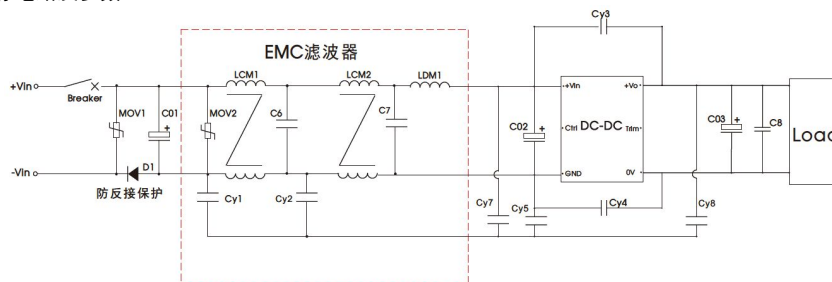 Cy3
EMC滤波器
LCM1
LCM2
LDM1
+Vin
Breaker
MOV1
C01
+
MOV2
C6
C7
C02
+
+Vin
+Vo
Ctrl
DC-DC
Trim
GND
0V
C03
+
C8
Load
-Vin
D1
防反接保护
Cy1
Cy2
Cy7
Cy5
Cy4
Cy8